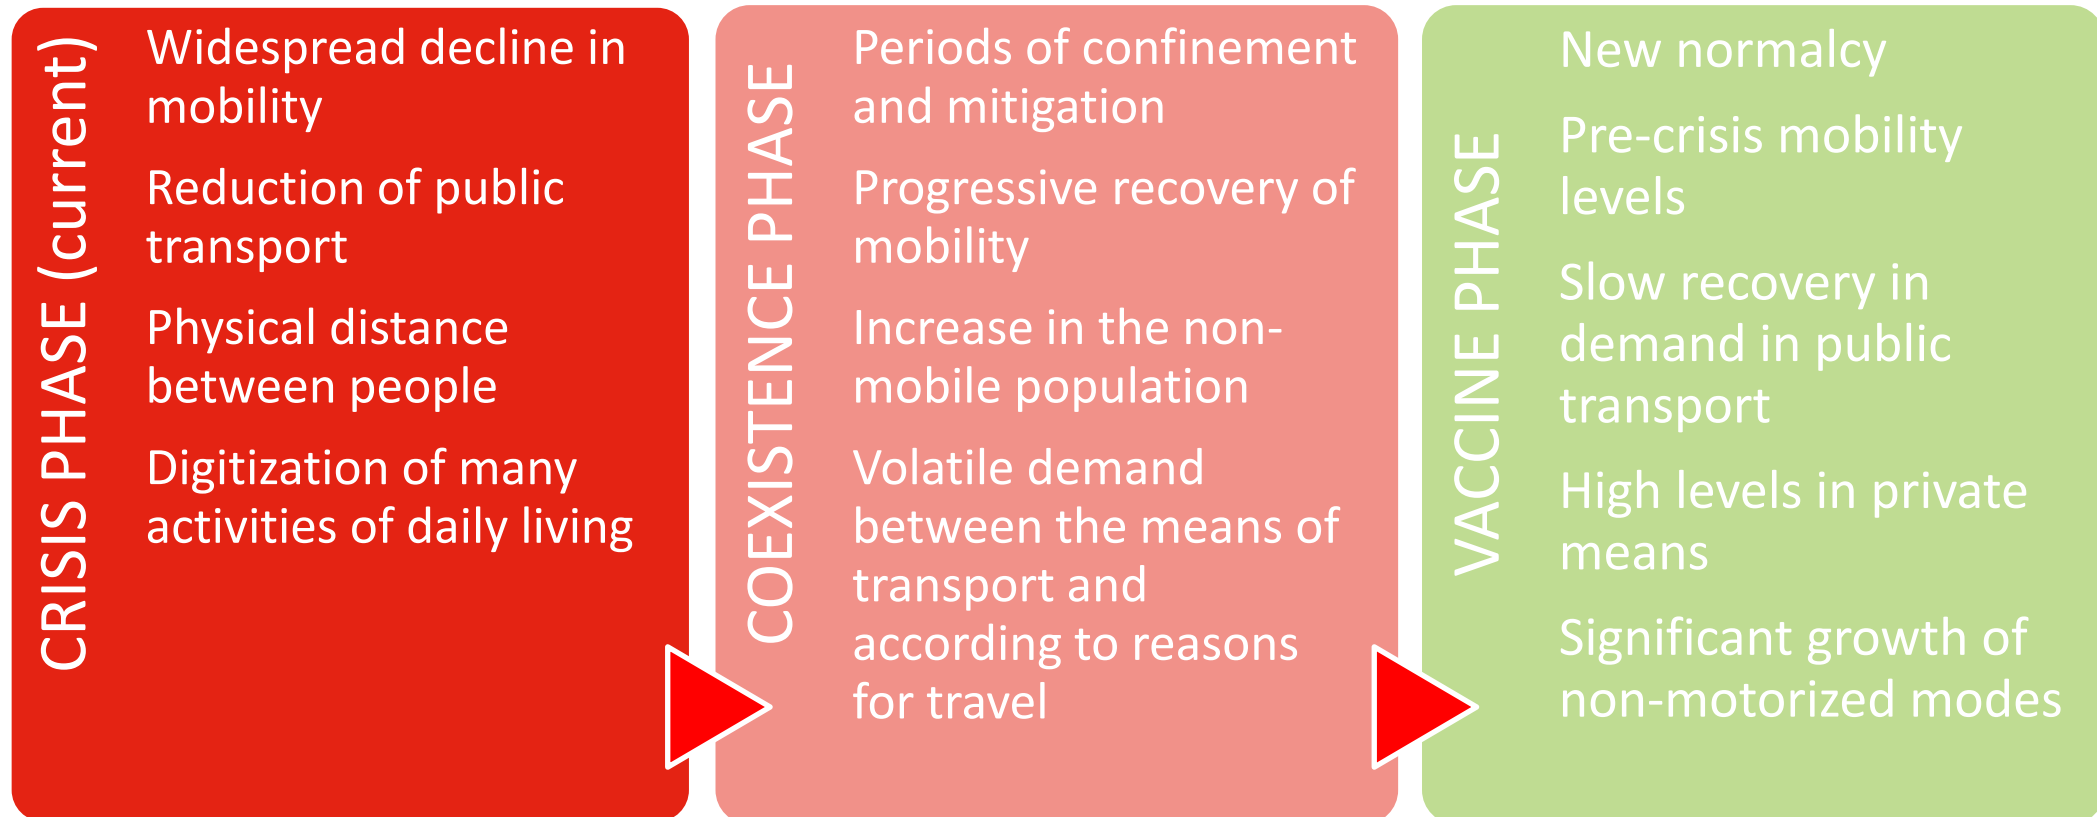 CRISIS PHASE (current)
Widespread decline in
mobility
Reduction of public
transport
Physical distance
between people
Digitization of many
activities of daily living
COEXISTENCE PHASE
Periods of confinement
and mitigation
Progressive recovery of
mobility
Increase in the non-
mobile population
Volatile demand
between the means of
transport and
according to reasons
for travel
VACCINE PHASE
New normalcy
Pre-crisis mobility
levels
Slow recovery in
demand in public
transport
High levels in private
means
Significant growth of
non-motorized modes